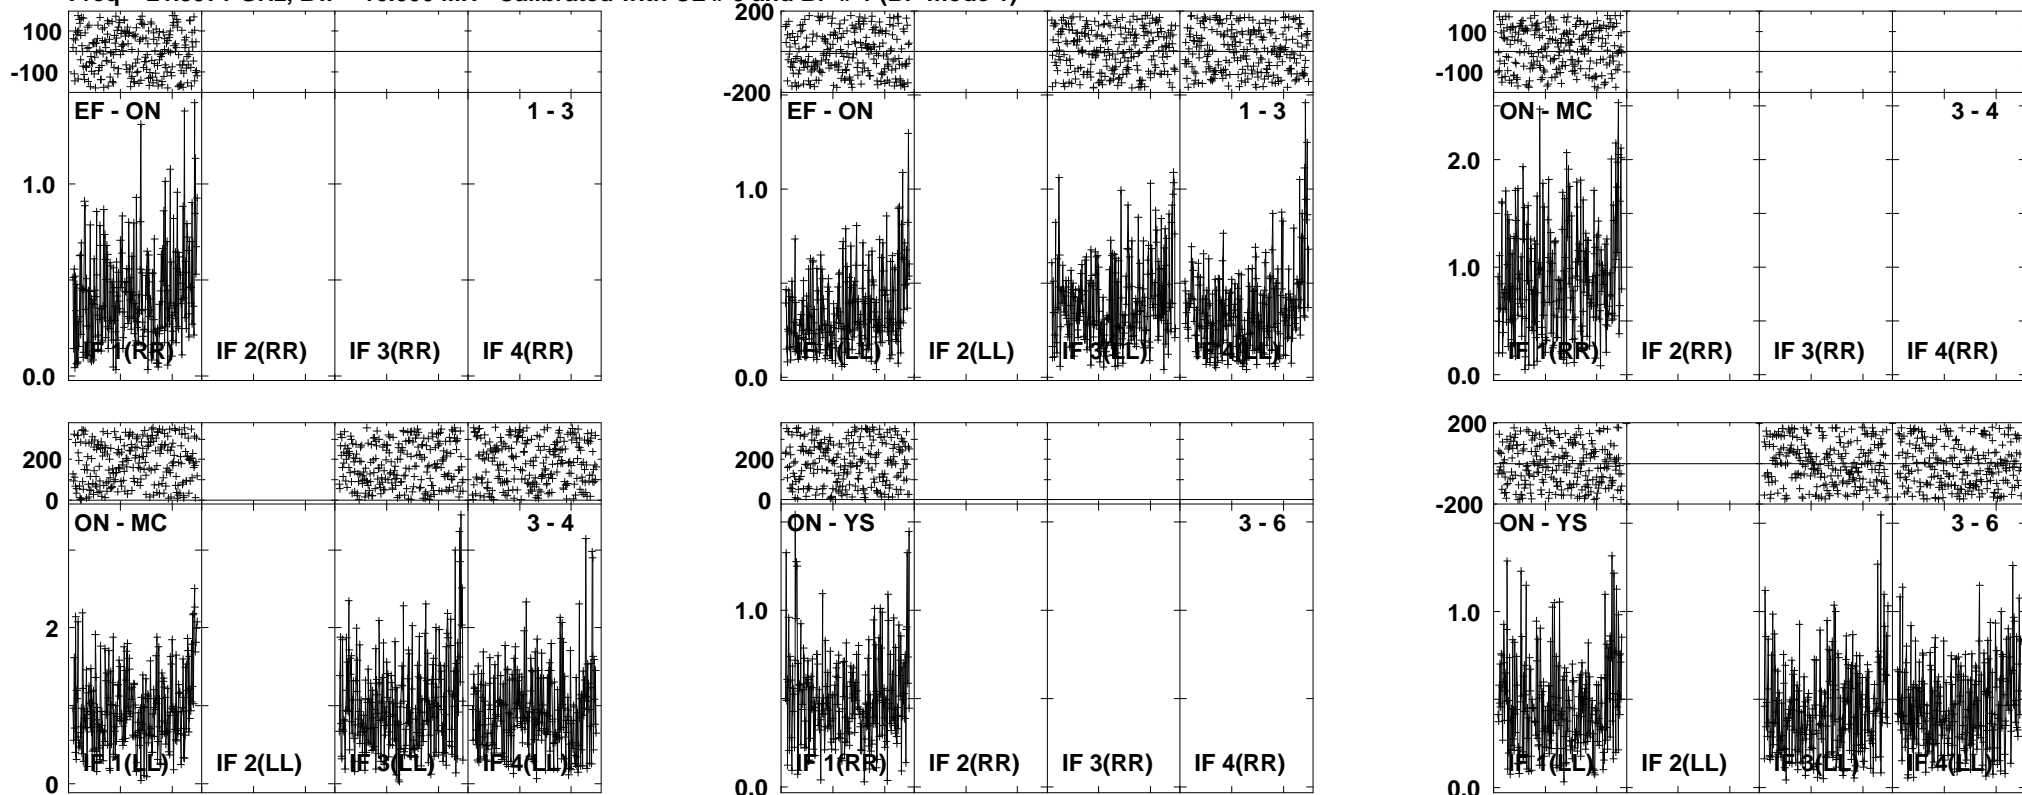 100
-100
EF - ON
1 - 3
1.0
0.0
IF 1(RR)
IF 2(RR)
IF 3(RR)
IF 4(RR)
200
-200
EF - ON
1 - 3
1.0
0.0
IF 1(LL)
IF 2(LL)
IF 3(LL)
IF 4(LL)
100
-100
ON - MC
3 - 4
2.0
1.0
0.0
IF 1(RR)
IF 2(RR)
IF 3(RR)
IF 4(RR)
200
0
ON - MC
3 - 4
2
0
IF 1(LL)
IF 2(LL)
IF 3(LL)
IF 4(LL)
200
0
ON - YS
3 - 6
1.0
0.0
IF 1(RR)
IF 2(RR)
IF 3(RR)
IF 4(RR)
200
-200
ON - YS
3 - 6
1.0
0.0
IF 1(LL)
IF 2(LL)
IF 3(LL)
IF 4(LL)